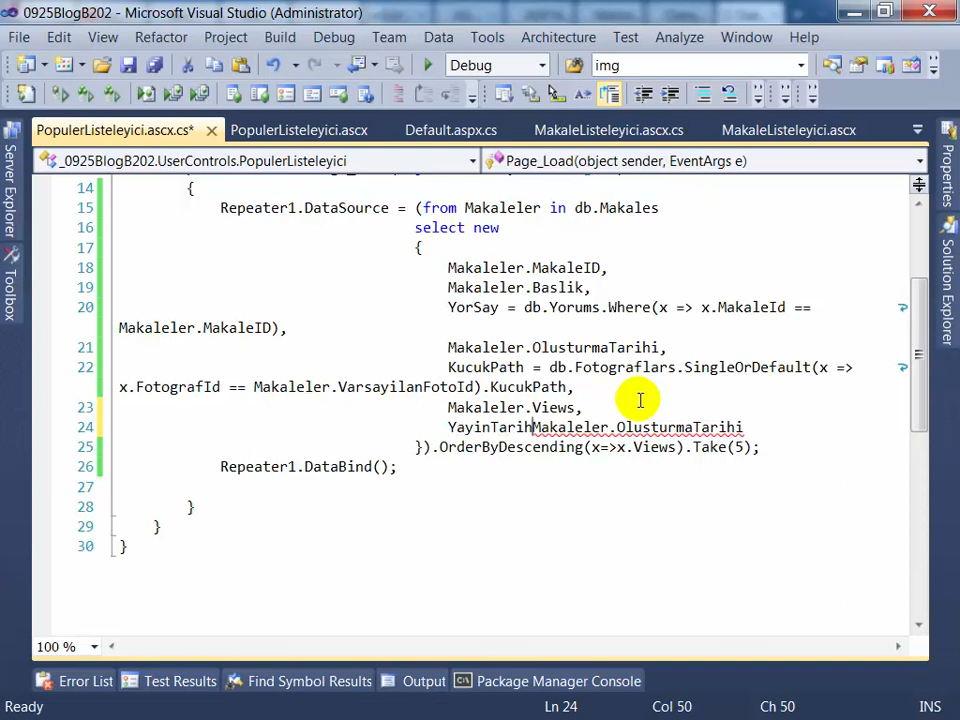 0925BlogB202 - Microsoft Visual Studio (Administrator)
File Edit View Refactor Project Build Debug Team Data Tools Architecture Test Analyze Window Help
Debug img
PopulerListeleyici.ascx.cs* PopulerListeleyici.ascx Default.aspx.cs MakaleListeleyici.ascx.cs MakaleListeleyici.ascx
_0925BlogB202.UserControls.PopulerListeleyici Page_Load(object sender, EventArgs e)
Server Explorer
Toolbox
Properties
Solution Explorer
14 {
15 Repeater1.DataSource = (from Makaleler in db.Makales
16 select new
17 {
18 Makaleler.MakaleID,
19 Makaleler.Baslik,
20 YorSay = db.Yorums.Where(x => x.MakaleId ==
Makaleler.MakaleID),
21 Makaleler.OlusturmaTarihi,
22 KucukPath = db.Fotograflars.SingleOrDefault(x =>
x.FotografId == Makaleler.VarsayilanFotoId).KucukPath,
23 Makaleler.Views,
24 YayinTarihMakaleler.OlusturmaTarihi
25 }).OrderByDescending(x=>x.Views).Take(5);
26 Repeater1.DataBind();
27
28 }
29 }
30 }
100 %
Error List Test Results Find Symbol Results Output Package Manager Console
Ready Ln 24 Col 50 Ch 50 INS